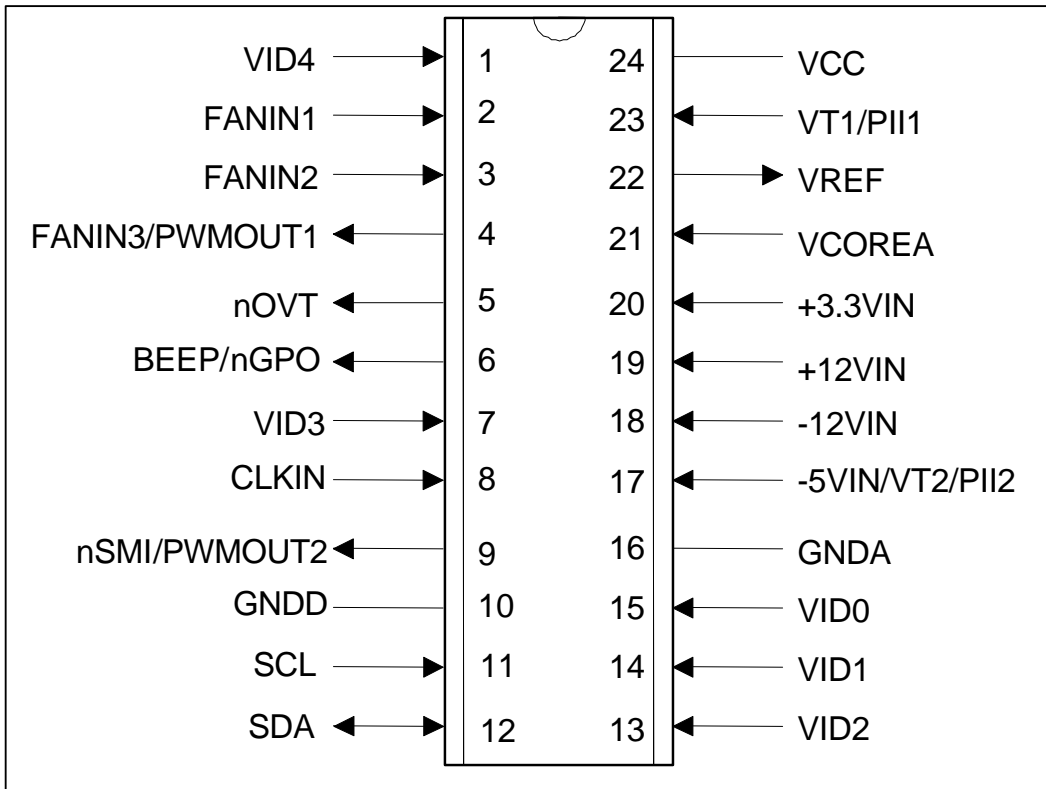 VID4 1 24 VCC
FANIN1 2 23 VT1/PII1
FANIN2 3 22 VREF
FANIN3/PWMOUT1 4 21 VCOREA
nOVT 5 20 +3.3VIN
BEEP/nGPO 6 19 +12VIN
VID3 7 18 -12VIN
CLKIN 8 17 -5VIN/VT2/PII2
nSMI/PWMOUT2 9 16 GNDA
GNDD 10 15 VID0
SCL 11 14 VID1
SDA 12 13 VID2